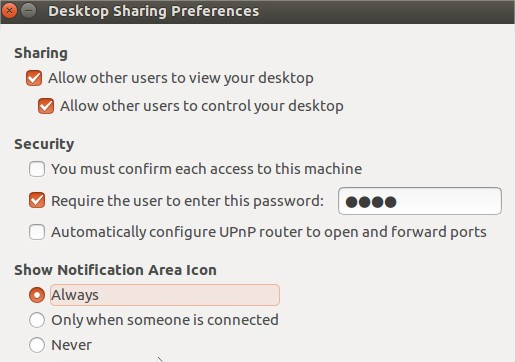 Desktop Sharing Preferences
Sharing
Allow other users to view your desktop
Allow other users to control your desktop
Security
You must confirm each access to this machine
Require the user to enter this password: ●●●●
Automatically configure UPnP router to open and forward ports
Show Notification Area Icon
Always
Only when someone is connected
Never